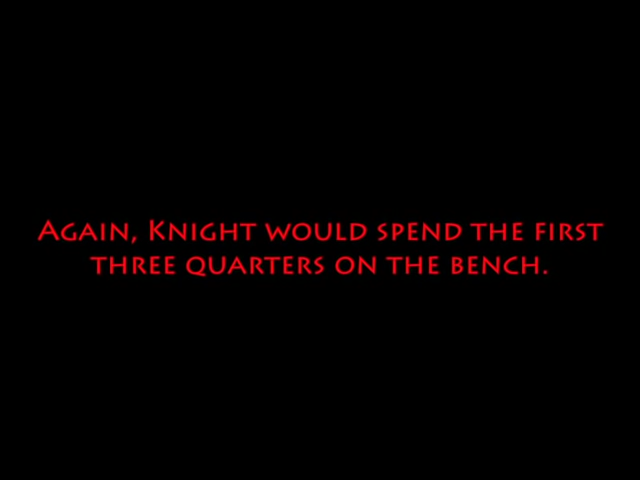 Again, Knight would spend the first
three quarters on the bench.